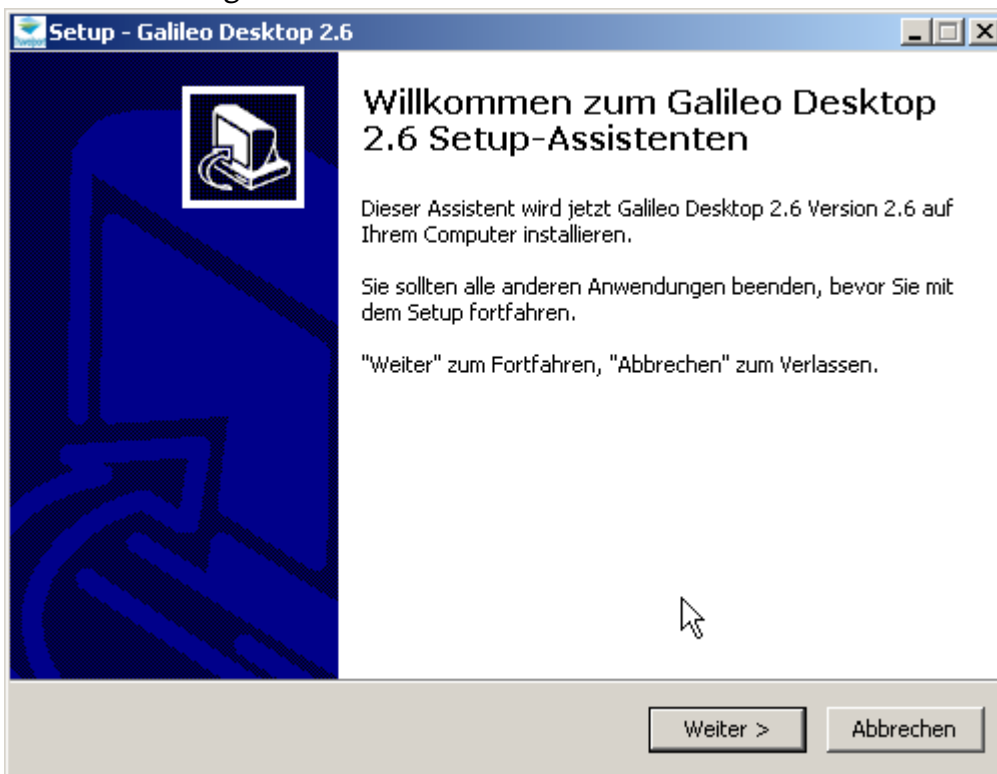 Setup - Galileo Desktop 2.6
Willkommen zum Galileo Desktop
2.6 Setup-Assistenten
Dieser Assistent wird jetzt Galileo Desktop 2.6 Version 2.6 auf
Ihrem Computer installieren.
Sie sollten alle anderen Anwendungen beenden, bevor Sie mit
dem Setup fortfahren.
"Weiter" zum Fortfahren, "Abbrechen" zum Verlassen.
Weiter >
Abbrechen